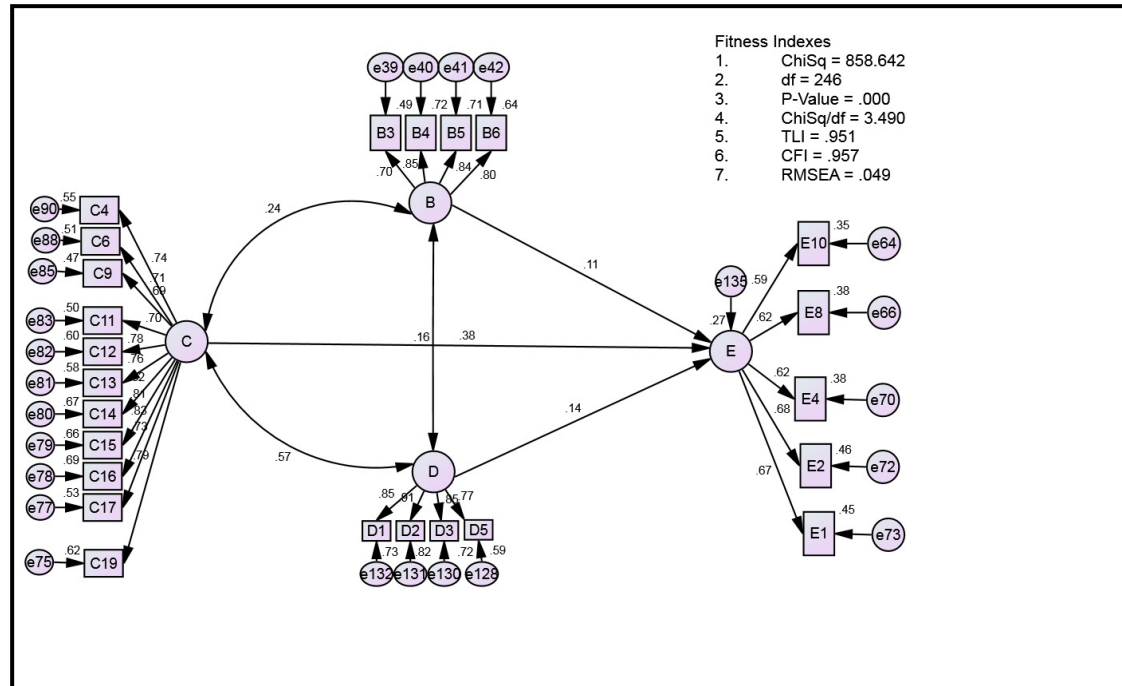 Fitness Indexes
1. ChiSq = 858.642
2. df = 246
3. P-Value = .000
4. ChiSq/df = 3.490
5. TLI = .951
6. CFI = .957
7. RMSEA = .049
e39 e40 e41 e42
.49 .72 .71 .64
B3 B4 B5 B6
.70 .85 .84 .80
B
.24
.11
e90 .55 C4
e88 .51 C6
e85 .47 C9
.74
.71
.69
e83 .50 C11 .70
e82 .60 C12 .78
e81 .58 C13 .76
e80 .67 C14 .82
e79 .66 C15 .81
e78 .69 C16 .83
e77 .53 C17 .73
e75 .62 C19 .79
C
.16 .38
.57
.14
D
.85 .91 .85 .77
D1 D2 D3 D5
.73 .82 .72 .59
e132 e131 e130 e128
e135
.27
E
.59 E10 .35 e64
.62 E8 .38 e66
.62 E4 .38 e70
.68 E2 .46 e72
.67 E1 .45 e73